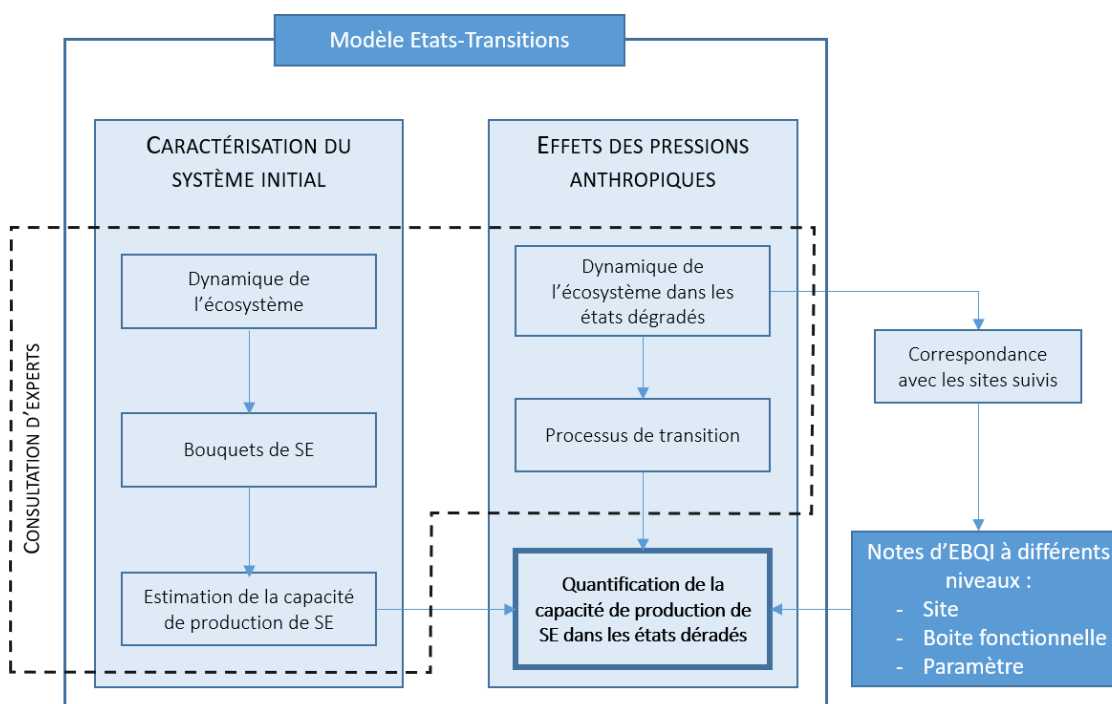 Modèle Etats-Transitions
CARACTÉRISATION DU
SYSTÈME INITIAL
EFFETS DES PRESSIONS
ANTHROPIQUES
CONSULTATION D'EXPERTS
Dynamique de
l'écosystème
Bouquets de SE
Estimation de la capacité
de production de SE
Dynamique de
l'écosystème dans les
états dégradés
Processus de transition
Quantification de la
capacité de production de
SE dans les états déradés
Correspondance
avec les sites suivis
Notes d'EBQI à différents
niveaux :
- Site
- Boite fonctionnelle
- Paramètre